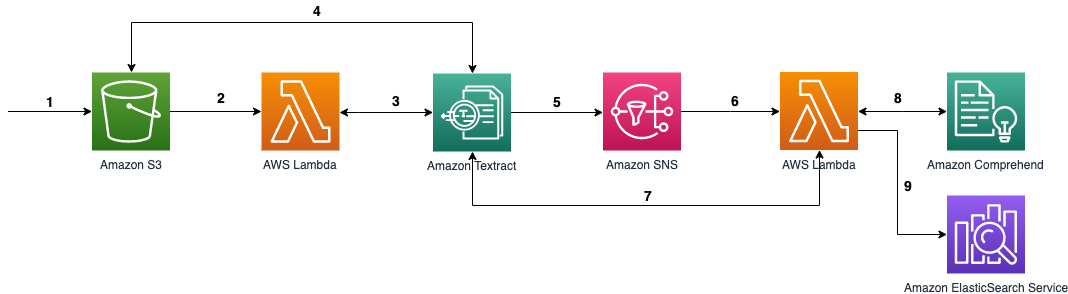 4
1
2
3
5
6
8
Amazon S3
AWS Lambda
Amazon Textract
Amazon SNS
AWS Lambda
Amazon Comprehend
7
9
Amazon ElasticSearch Service